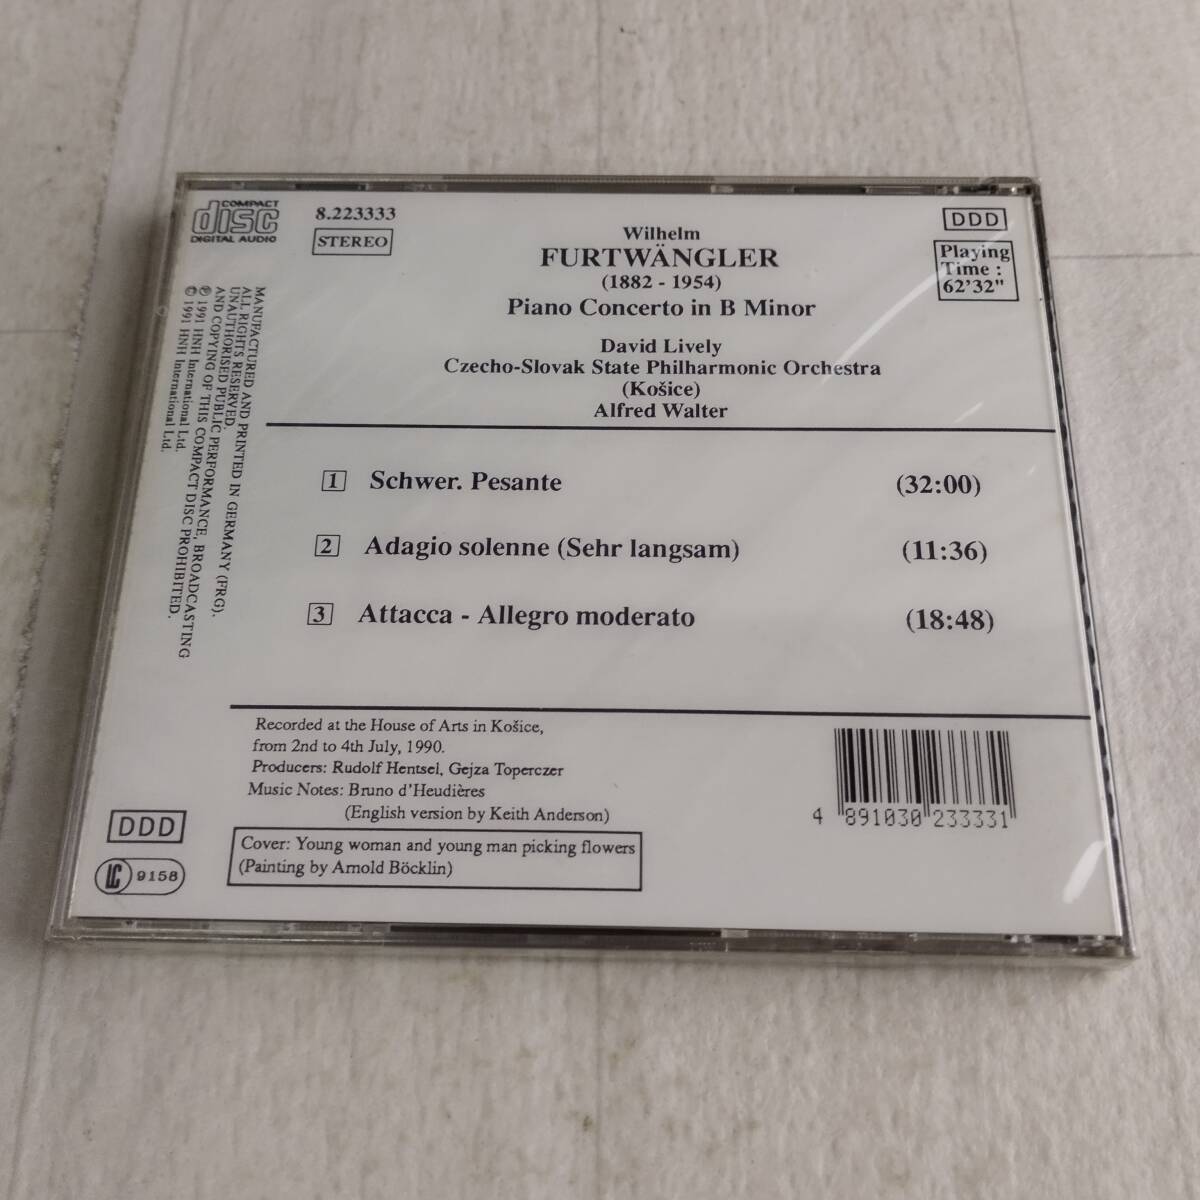 COMPACT
disc
DIGITAL AUDIO
8.223333
STEREO
Wilhelm
FURTWÄNGLER
(1882 - 1954)
Piano Concerto in B Minor
David Lively
Czecho-Slovak State Philharmonic Orchestra
(Košice)
Alfred Walter
DDD
Playing
Time :
62'32"
1 Schwer. Pesante (32:00)
2 Adagio solenne (Sehr langsam) (11:36)
3 Attacca - Allegro moderato (18:48)
MANUFACTURED AND PRINTED IN GERMANY (FRG).
ALL RIGHTS RESERVED.
UNAUTHORISED PUBLIC PERFORMANCE, BROADCASTING
AND COPYING OF THIS COMPACT DISC PROHIBITED.
℗ 1991 HNH International Ltd.
© 1991 HNH International Ltd.
Recorded at the House of Arts in Košice,
from 2nd to 4th July, 1990.
Producers: Rudolf Hentsel, Gejza Toperczer
Music Notes: Bruno d'Heudières
(English version by Keith Anderson)
Cover: Young woman and young man picking flowers
(Painting by Arnold Böcklin)
DDD
LC 9158
4 891030 233331